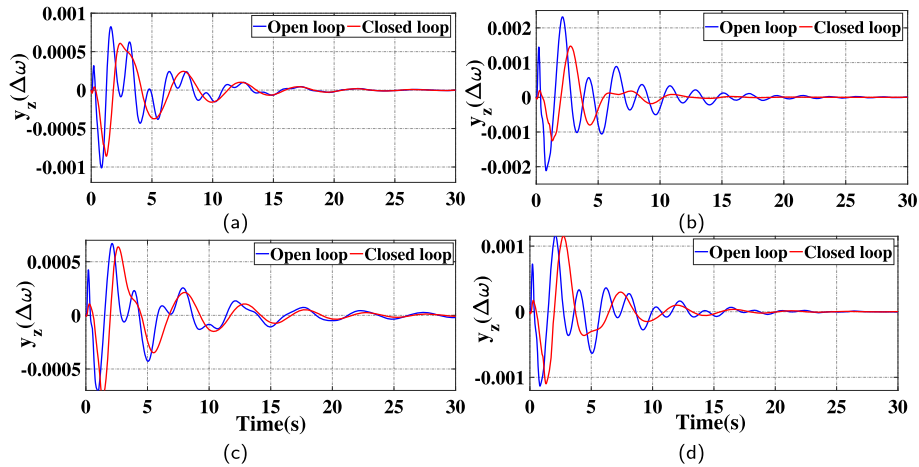 Open loop Closed loop
y_z(Δω)
0.001
0.0005
0
-0.0005
-0.001
0 5 10 15 20 25 30
(a)
Open loop Closed loop
y_z(Δω)
0.002
0.001
0
-0.001
-0.002
0 5 10 15 20 25 30
(b)
Open loop Closed loop
y_z(Δω)
0.0005
0
-0.0005
0 5 10 15 20 25 30
Time(s)
(c)
Open loop Closed loop
y_z(Δω)
0.001
0
-0.001
0 5 10 15 20 25 30
Time(s)
(d)